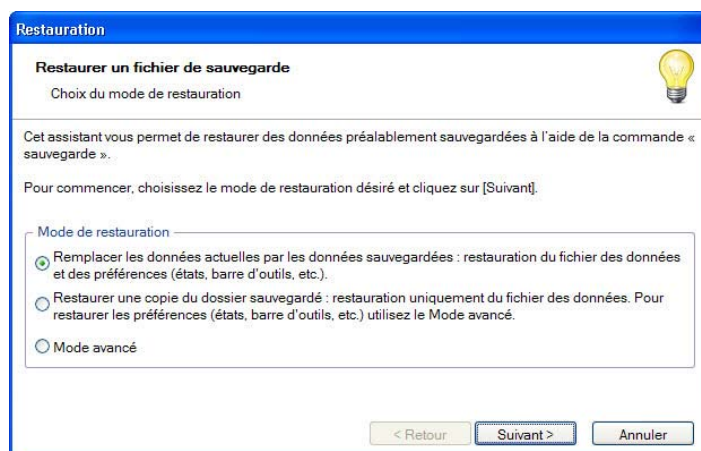 Restauration
Restaurer un fichier de sauvegarde
Choix du mode de restauration
Cet assistant vous permet de restaurer des données préalablement sauvegardées à l'aide de la commande «
sauvegarde ».
Pour commencer, choisissez le mode de restauration désiré et cliquez sur [Suivant].
Mode de restauration
Remplacer les données actuelles par les données sauvegardées : restauration du fichier des données
et des préférences (états, barre d'outils, etc.).
Restaurer une copie du dossier sauvegardé : restauration uniquement du fichier des données. Pour
restaurer les préférences (états, barre d'outils, etc.) utilisez le Mode avancé.
Mode avancé
< Retour
Suivant >
Annuler